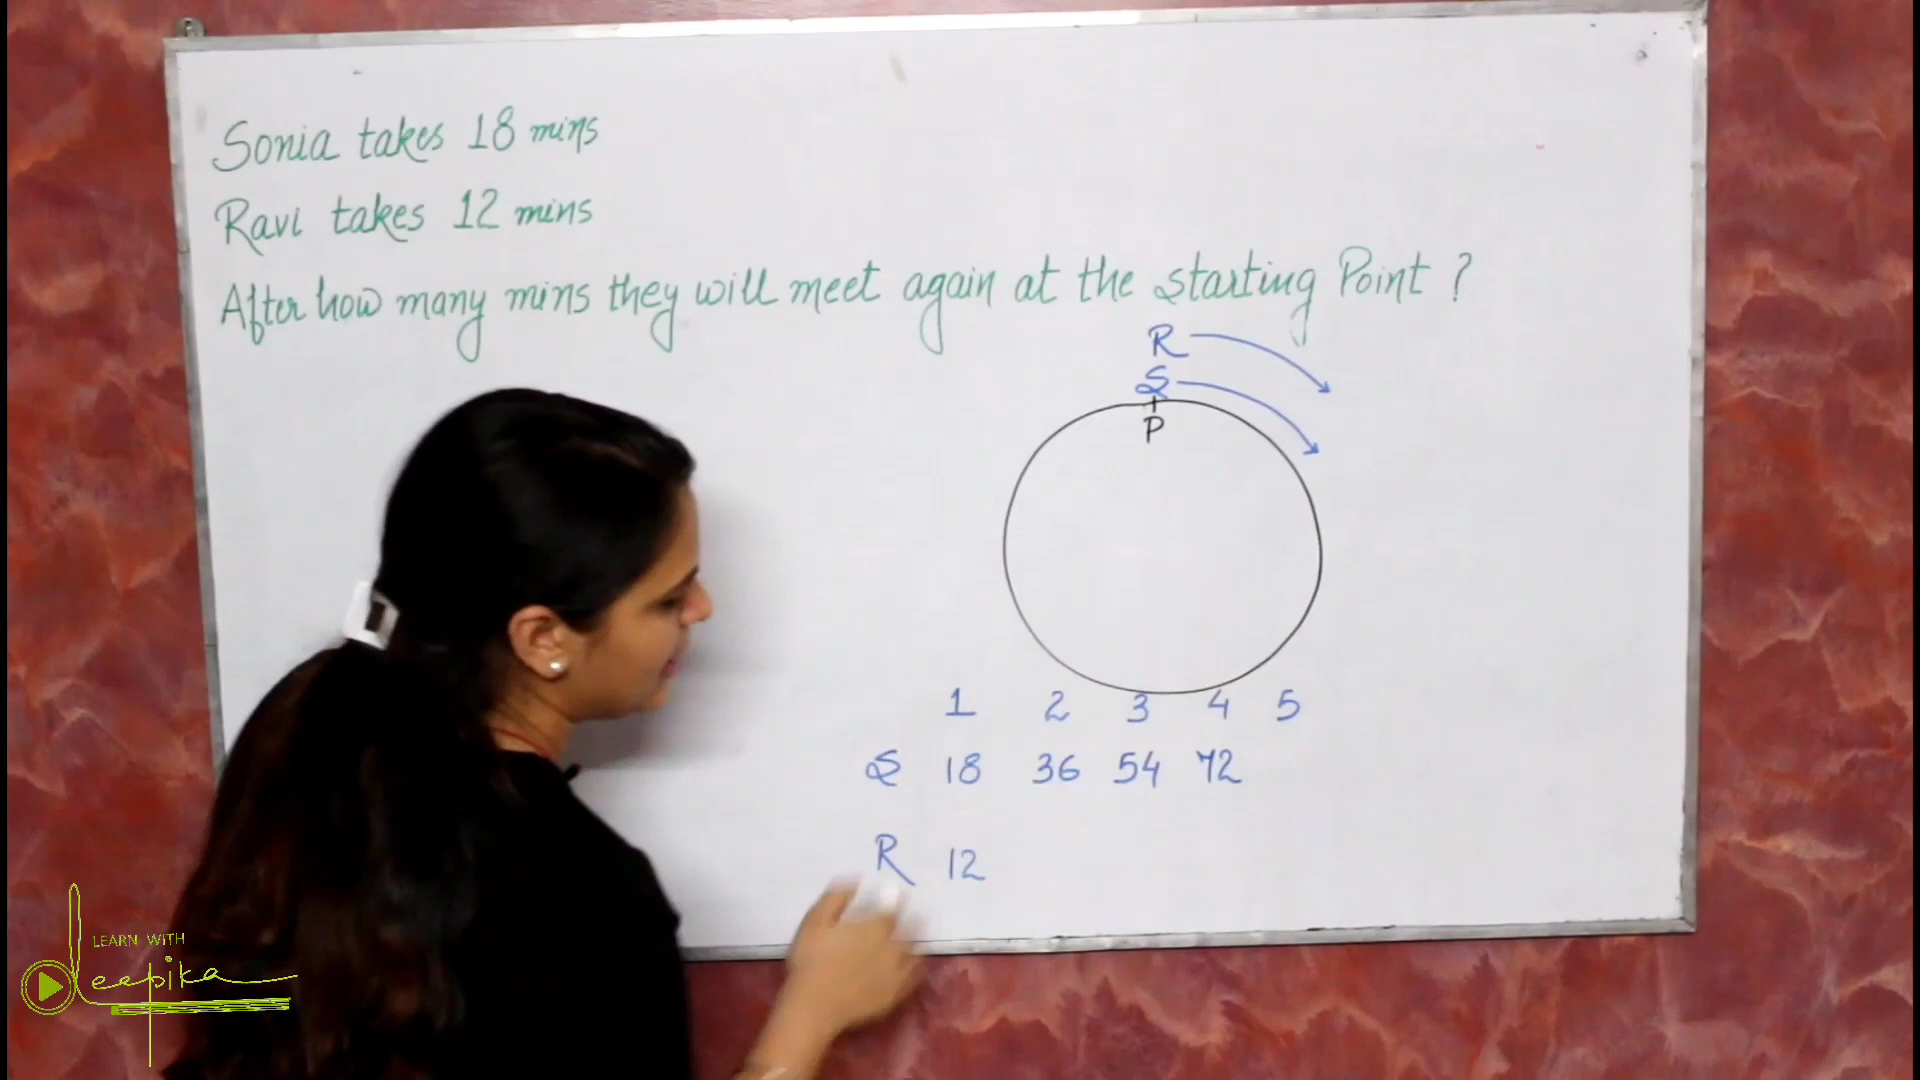 Sonia takes 18 mins
Ravi takes 12 mins
After how many mins they will meet again at the starting Point ?
R
S
P
1 2 3 4 5
S 18 36 54 72
R 12
LEARN WITH
Deepika